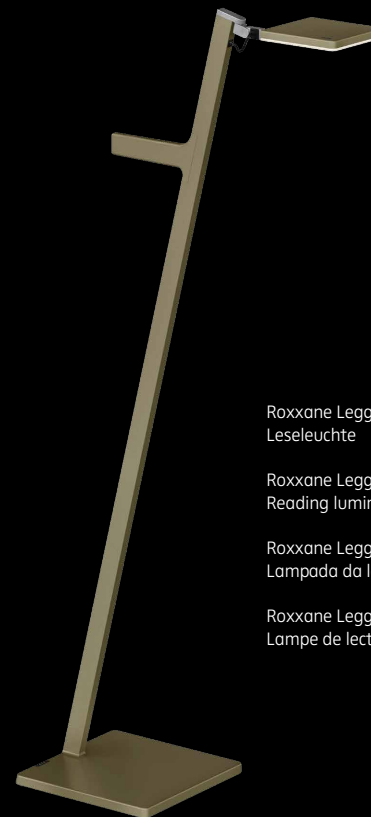 Roxxane Legg
Leseleuchte
Roxxane Legg
Reading lumin
Roxxane Legg
Lampada da l
Roxxane Legg
Lampe de lect